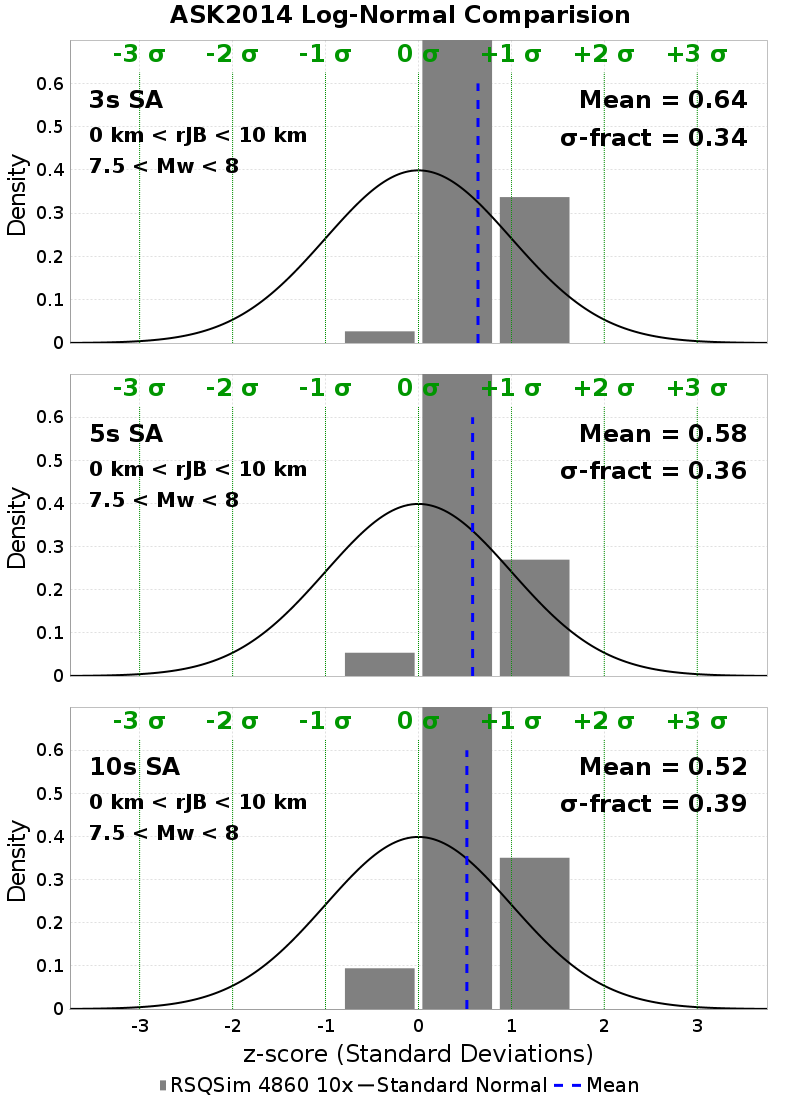 ASK2014 Log-Normal Comparision
-3 σ -2 σ -1 σ 0 σ +1 σ +2 σ +3 σ
0.6
3s SA Mean = 0.64
0.5
0 km < rJB < 10 km σ-fract = 0.34
0.4
7.5 < Mw < 8
Density
0.3
0.2
0.1
0
-3 σ -2 σ -1 σ 0 σ +1 σ +2 σ +3 σ
0.6
5s SA Mean = 0.58
0.5
0 km < rJB < 10 km σ-fract = 0.36
0.4
7.5 < Mw < 8
Density
0.3
0.2
0.1
0
-3 σ -2 σ -1 σ 0 σ +1 σ +2 σ +3 σ
0.6
10s SA Mean = 0.52
0.5
0 km < rJB < 10 km σ-fract = 0.39
0.4
7.5 < Mw < 8
Density
0.3
0.2
0.1
0
-3 -2 -1 0 1 2 3
z-score (Standard Deviations)
RSQSim 4860 10x Standard Normal Mean